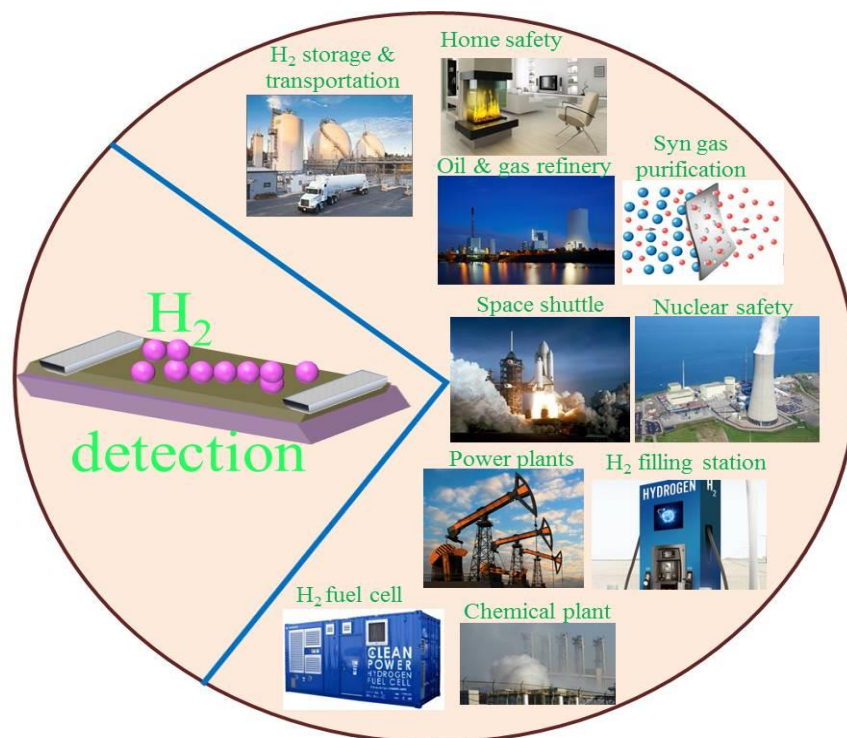 H₂ storage &
transportation
Home safety
Oil & gas refinery
Syn gas
purification
H₂
detection
Space shuttle
Nuclear safety
Power plants
H₂ filling station
HYDROGEN H₂
H₂ fuel cell
CLEAN
POWER
HYDROGEN
FUEL CELL
Chemical plant